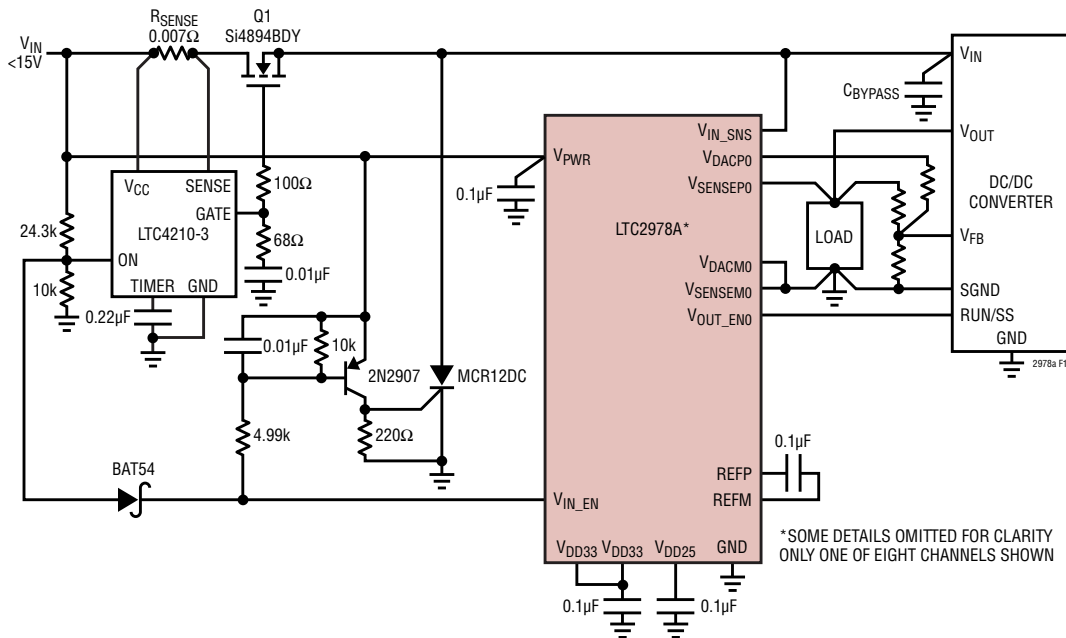 VIN
<15V
RSENSE
0.007Ω
Q1
Si4894BDY
VCC
SENSE
GATE
LTC4210-3
ON
TIMER
GND
24.3k
10k
0.22µF
100Ω
68Ω
0.01µF
0.01µF
10k
2N2907
MCR12DC
4.99k
220Ω
BAT54
0.1µF
VPWR
VIN_SNS
VDACP0
VSENSEP0
LTC2978A*
VDACM0
VSENSEM0
VOUT_EN0
REFP
REFM
VIN_EN
VDD33
VDD33
VDD25
GND
0.1µF
0.1µF
0.1µF
LOAD
CBYPASS
VIN
VOUT
DC/DC
CONVERTER
VFB
SGND
RUN/SS
GND
2978a F1
*SOME DETAILS OMITTED FOR CLARITY
ONLY ONE OF EIGHT CHANNELS SHOWN